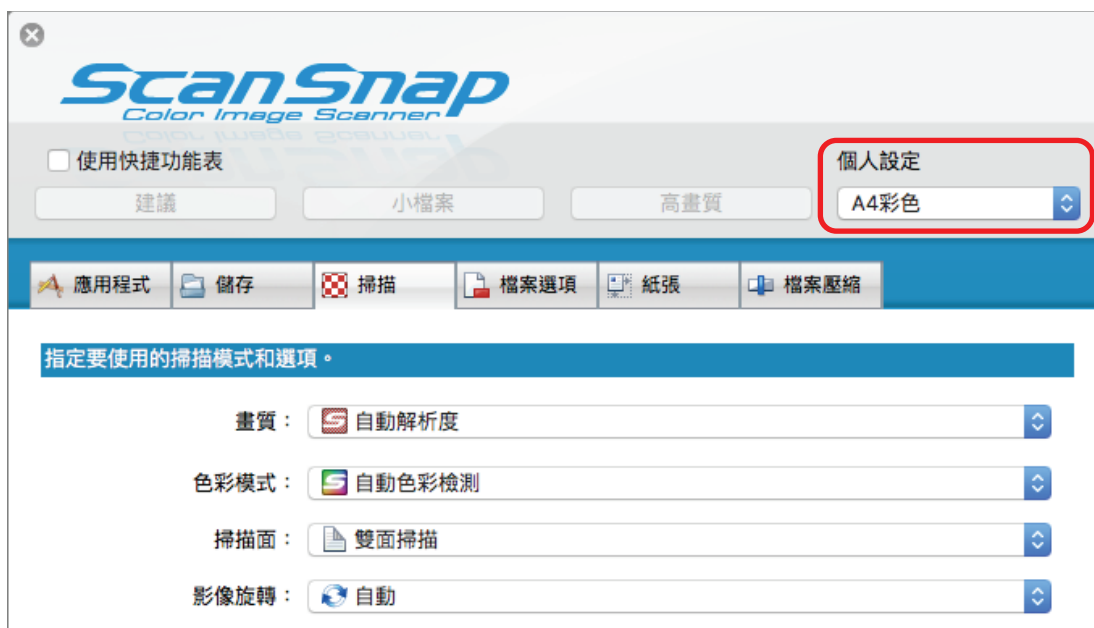 ScanSnap
Color Image Scanner
使用快捷功能表
個人設定
建議
小檔案
高畫質
A4彩色
應用程式
儲存
掃描
檔案選項
紙張
檔案壓縮
指定要使用的掃描模式和選項。
畫質：
自動解析度
色彩模式：
自動色彩檢測
掃描面：
雙面掃描
影像旋轉：
自動